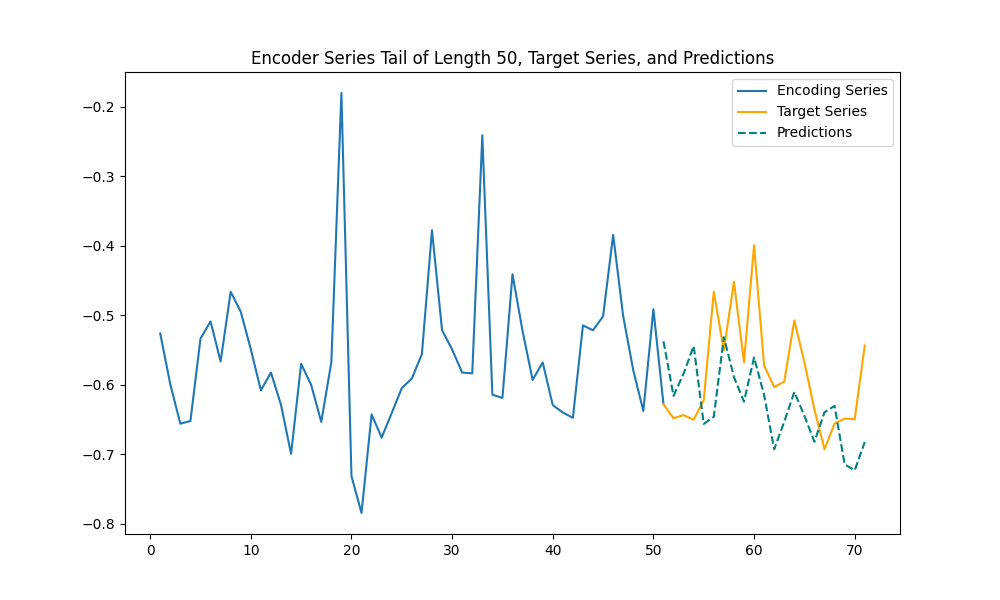 Encoder Series Tail of Length 50, Target Series, and Predictions
Encoding Series
Target Series
Predictions
−0.2
−0.3
−0.4
−0.5
−0.6
−0.7
−0.8
0 10 20 30 40 50 60 70